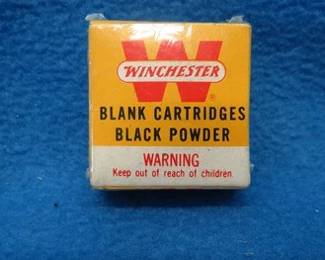 W
WINCHESTER
BLANK CARTRIDGES
BLACK POWDER
WARNING
Keep out of reach of children.